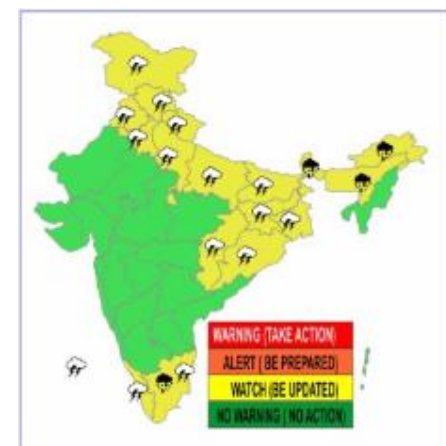 WARNING (TAKE ACTION)
ALERT ( BE PREPARED)
WATCH (BE UPDATED)
NO WARNING ( NO ACTION)